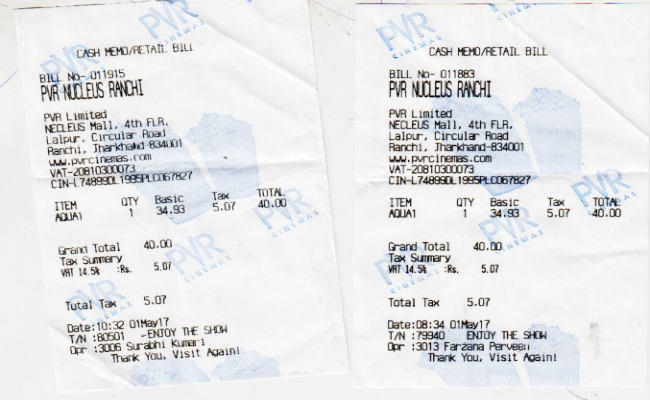 CASH MEMO/RETAIL BILL
BILL No- 011915
PVR NUCLEUS RANCHI
PVR Limited
NECLEUS Mall, 4th FLR,
Lalpur, Circular Road
Ranchi, Jharkhand-834001
www.pvrcinemas.com
VAT-20810300073
CIN-L74899DL1995PLC067827
ITEM QTY Basic Tax TOTAL
AQUA1 1 34.93 5.07 40.00
Grand Total 40.00
Tax Summary
VAT 14.5% :Rs. 5.07
Total Tax 5.07
Date:10:32 01May17
T/N :80501 -ENJOY THE SHOW
Opr :3006 Surabhi Kumari
Thank You, Visit Again!
PVR CINEMAS
CASH MEMO/RETAIL BILL
BILL No- 011883
PVR NUCLEUS RANCHI
PVR Limited
NECLEUS Mall, 4th FLR,
Lalpur, Circular Road
Ranchi, Jharkhand-834001
www.pvrcinemas.com
VAT-20810300073
CIN-L74899DL1995PLC067827
ITEM QTY Basic Tax TOTAL
AQUA1 1 34.93 5.07 40.00
Grand Total 40.00
Tax Summary
VAT 14.5% :Rs. 5.07
Total Tax 5.07
Date:08:34 01May17
T/N :79940 ENJOY THE SHOW
Opr :3013 Farzana Perveen
Thank You, Visit Again!
PVR CINEMAS